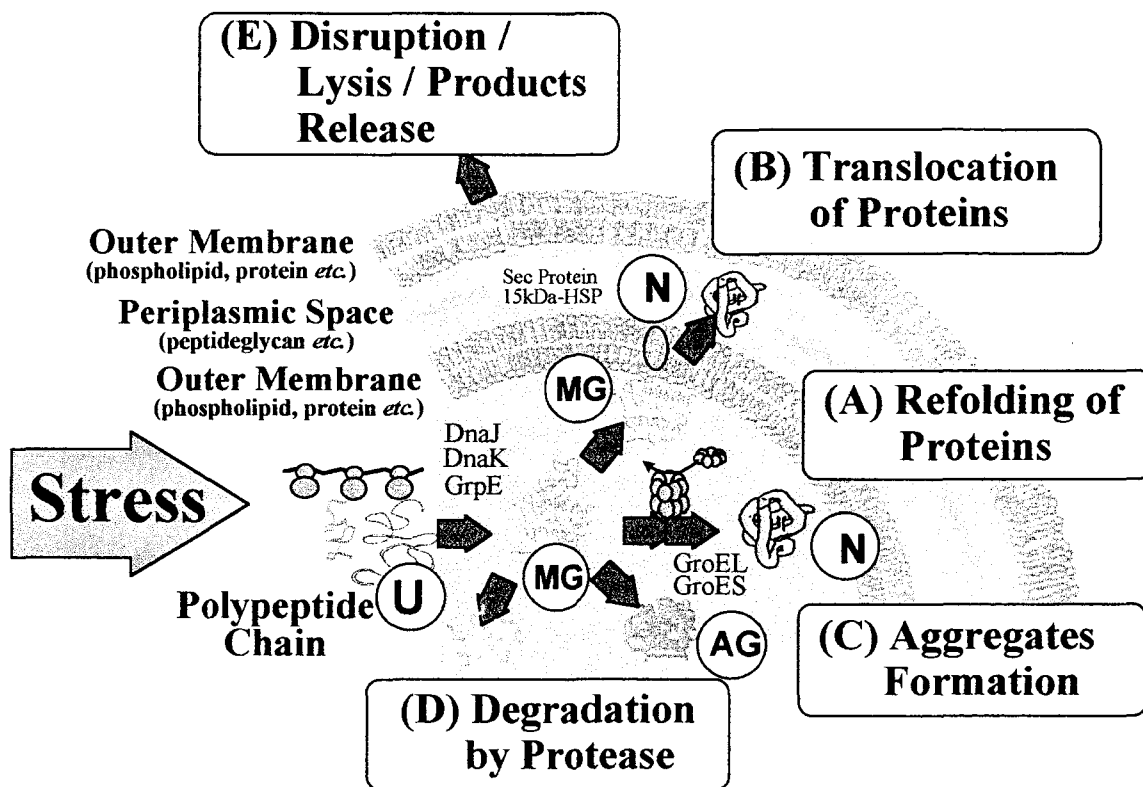 (E) Disruption /
Lysis / Products
Release
(B) Translocation
of Proteins
Outer Membrane
(phospholipid, protein etc.)
Sec Protein
15kDa-HSP
N
Periplasmic Space
(peptideglycan etc.)
Outer Membrane
(phospholipid, protein etc.)
MG
(A) Refolding of
Proteins
DnaJ
DnaK
GrpE
Stress
GroEL
GroES
N
MG
U
Polypeptide
Chain
AG
(C) Aggregates
Formation
(D) Degradation
by Protease